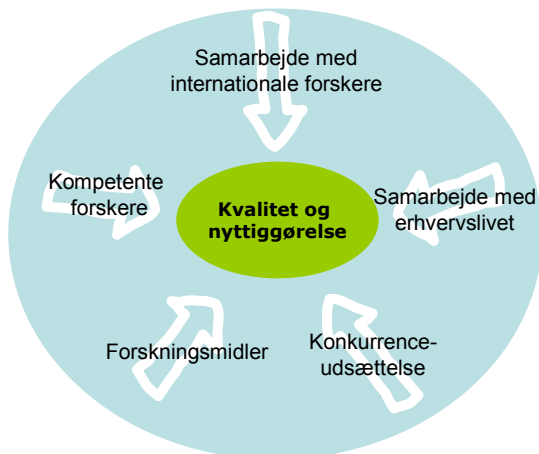 Samarbejde med
internationale forskere
Kompetente
forskere
Kvalitet og
nyttiggørelse
Samarbejde med
erhvervslivet
Forskningsmidler
Konkurrence-
udsættelse